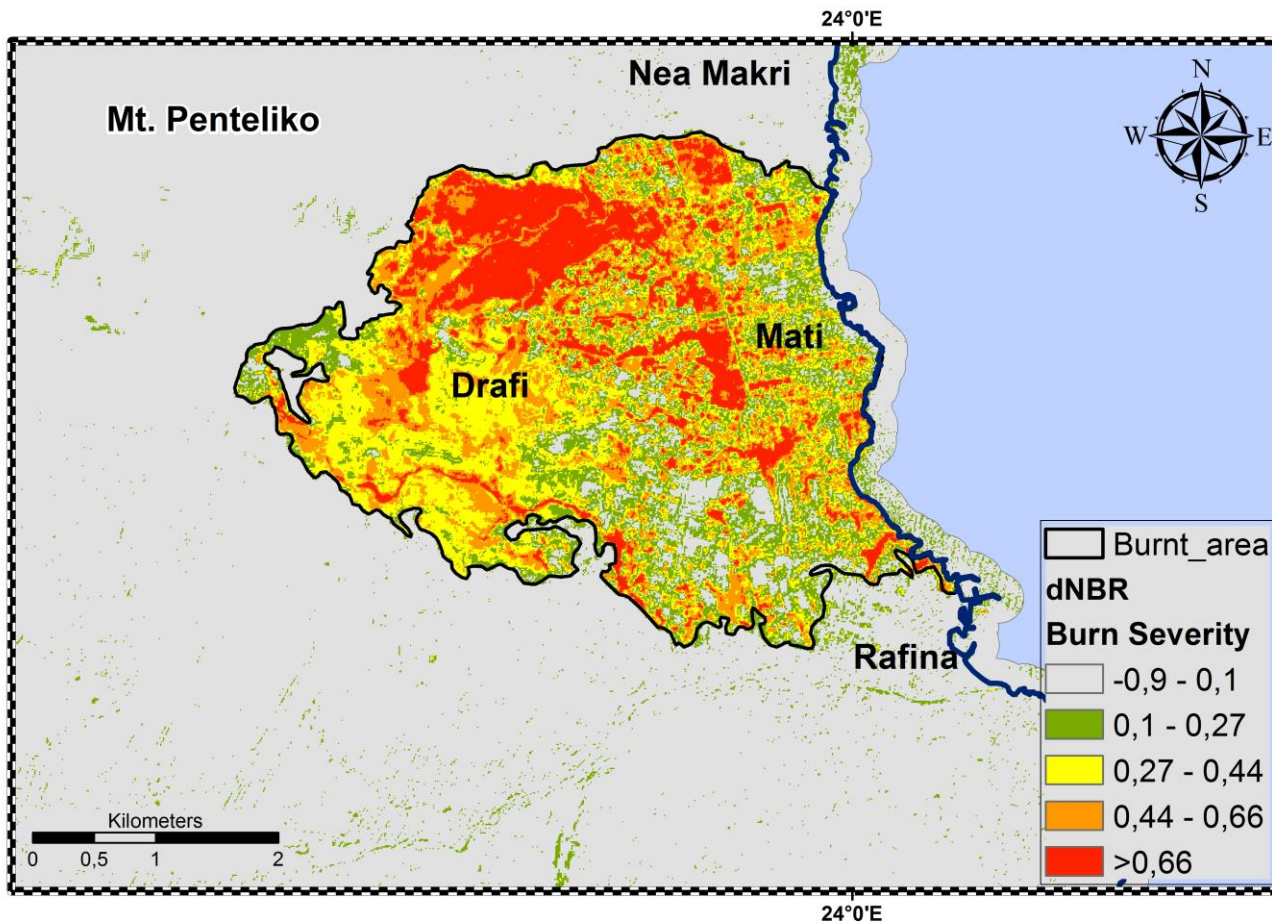 24°0'E
Nea Makri
Mt. Penteliko
N
W E
S
Mati
Drafi
Rafina
Burnt_area
dNBR
Burn Severity
-0,9 - 0,1
0,1 - 0,27
0,27 - 0,44
0,44 - 0,66
>0,66
Kilometers
0 0,5 1 2
24°0'E